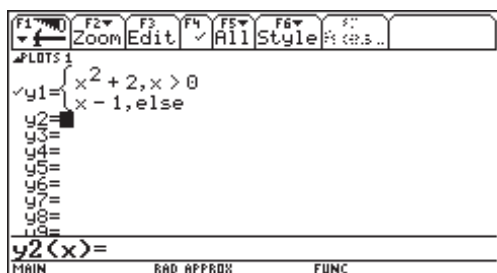 F1 F2 F3 F4 F5 F6
Zoom Edit ✓ All Style
PLOTS 1
✓y1={x² + 2, x > 0
x - 1, else
y2=
y3=
y4=
y5=
y6=
y7=
y8=
y9=
y2(x)=
MAIN RAD APPROX FUNC